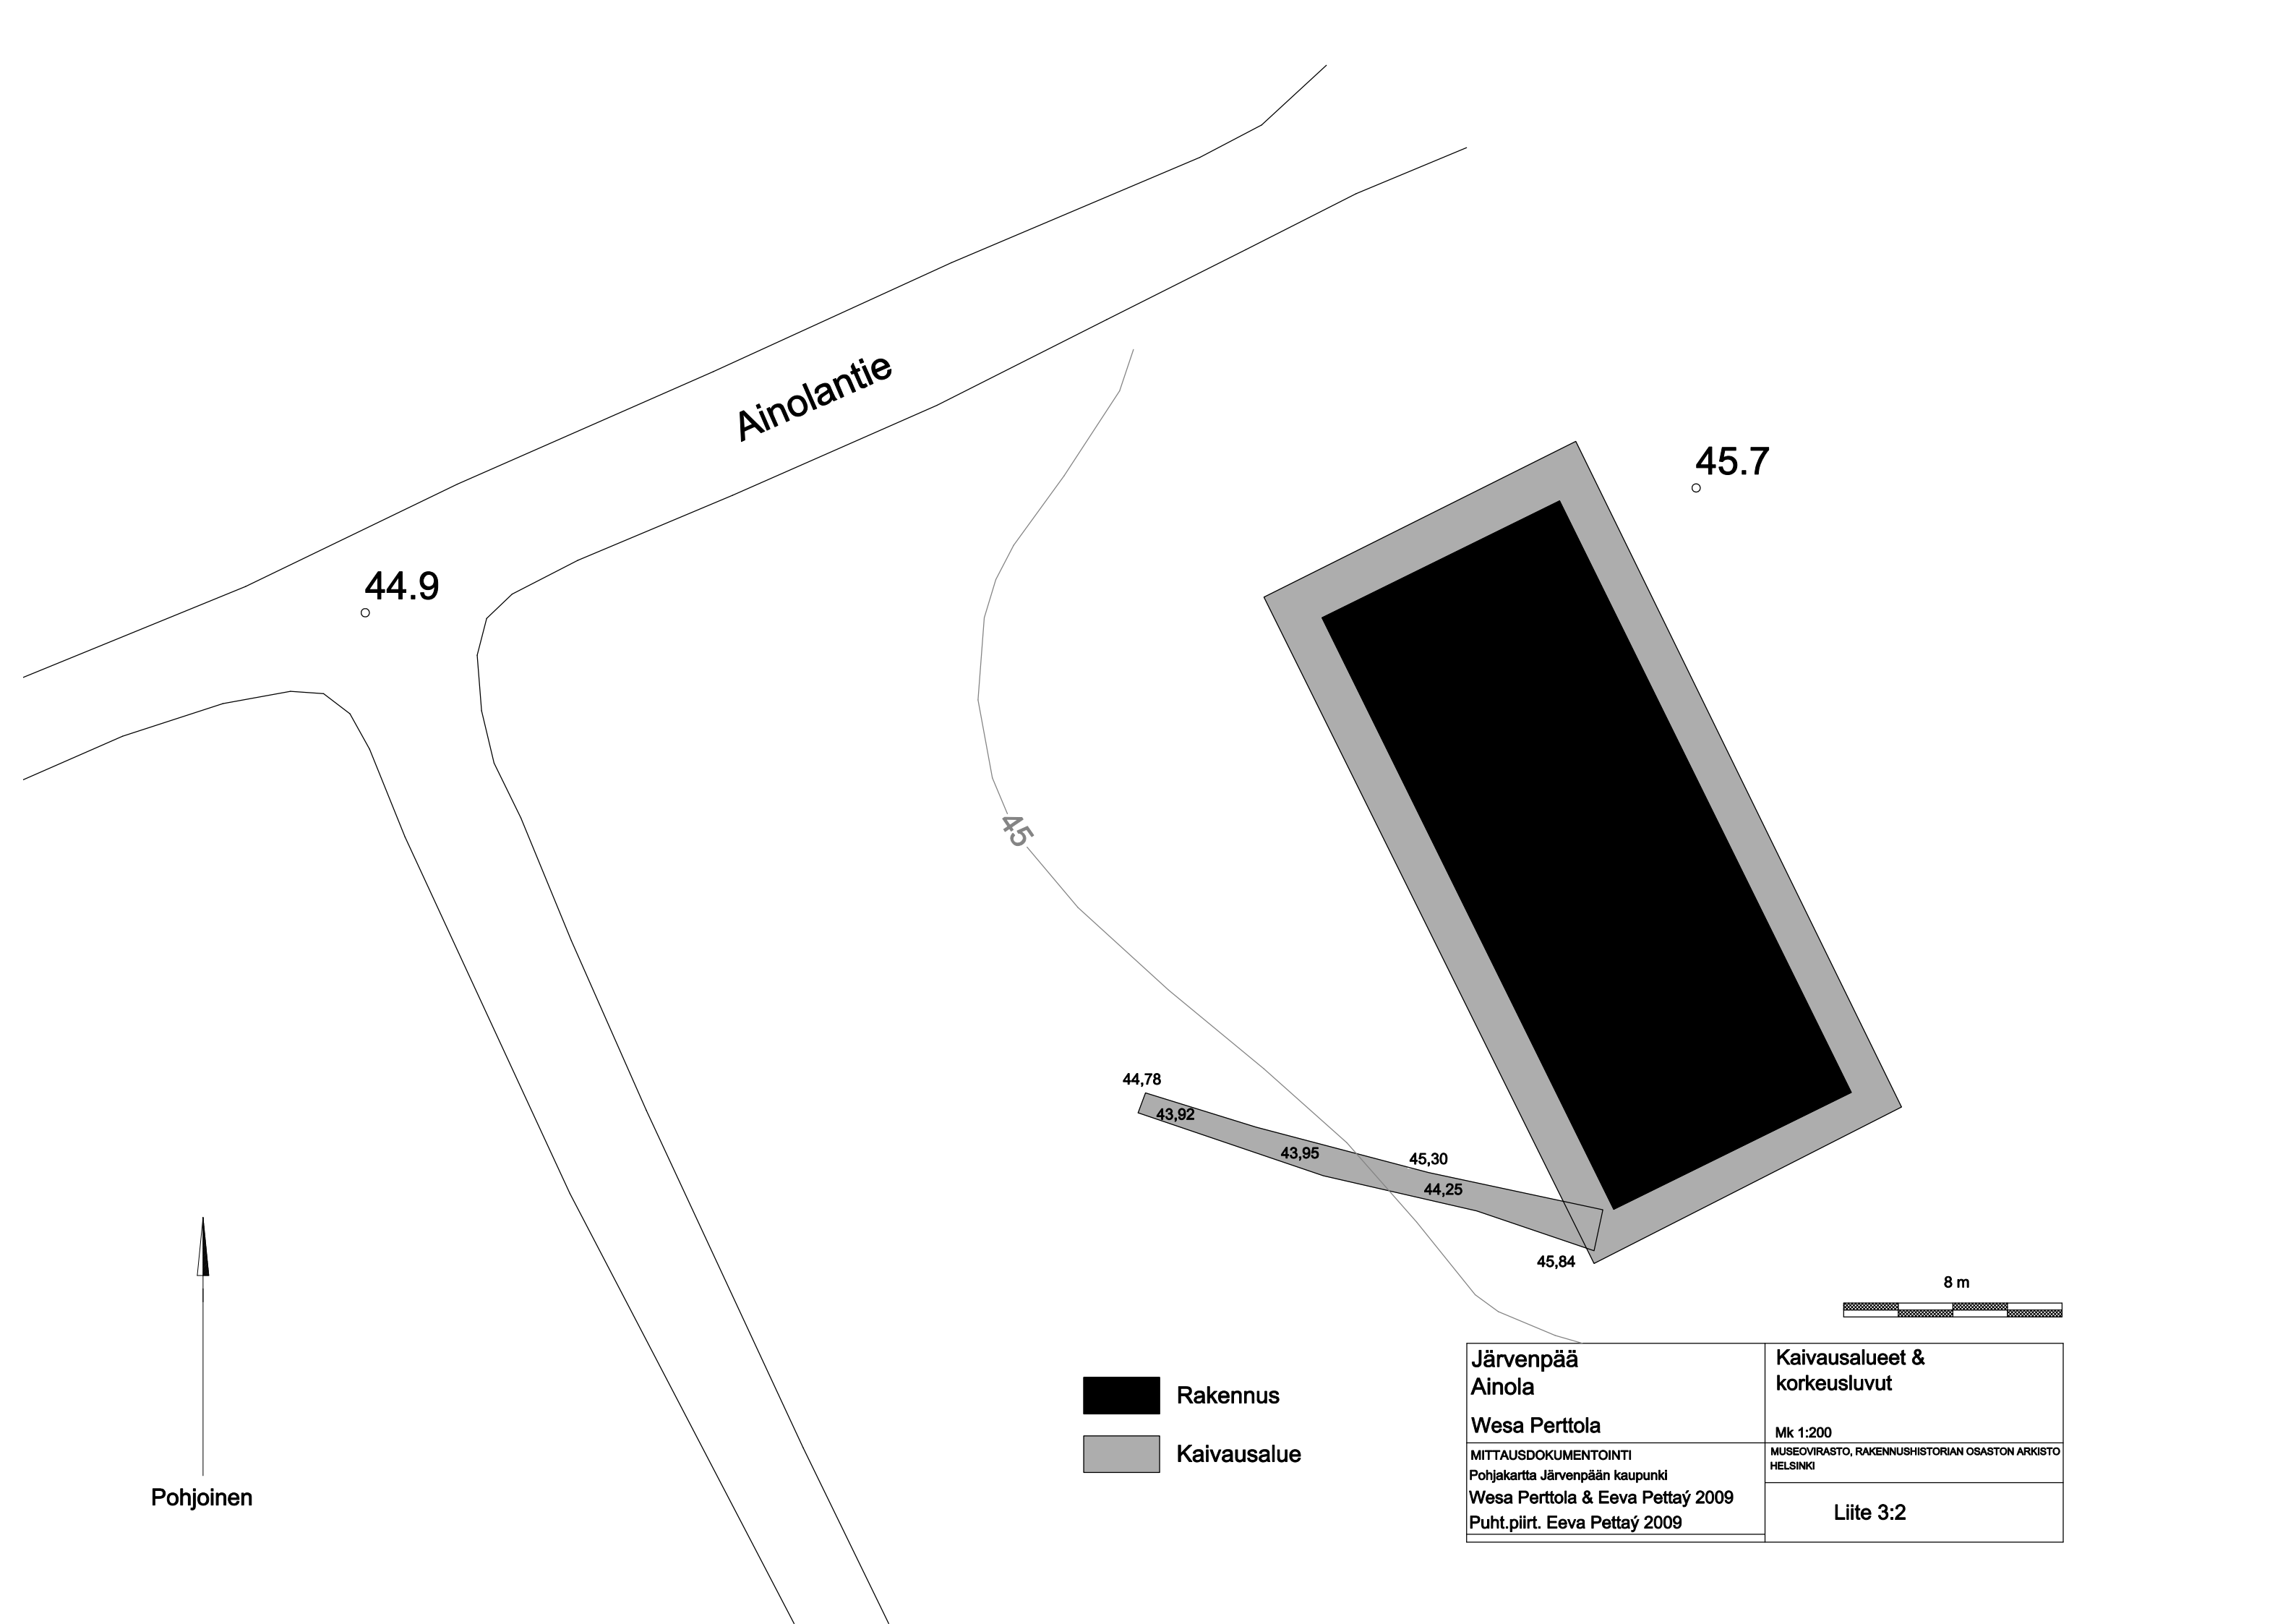 Ainolantie
45.7
44.9
45
44,78
43,92
43,95
45,30
44,25
45,84
8 m
Rakennus
Kaivausalue
Pohjoinen
Järvenpää
Ainola
Wesa Perttola
MITTAUSDOKUMENTOINTI
Pohjakartta Järvenpään kaupunki
Wesa Perttola & Eeva Pettaý 2009
Puht.piirt. Eeva Pettaý 2009
Kaivausalueet &
korkeusluvut
Mk 1:200
MUSEOVIRASTO, RAKENNUSHISTORIAN OSASTON ARKISTO
HELSINKI
Liite 3:2